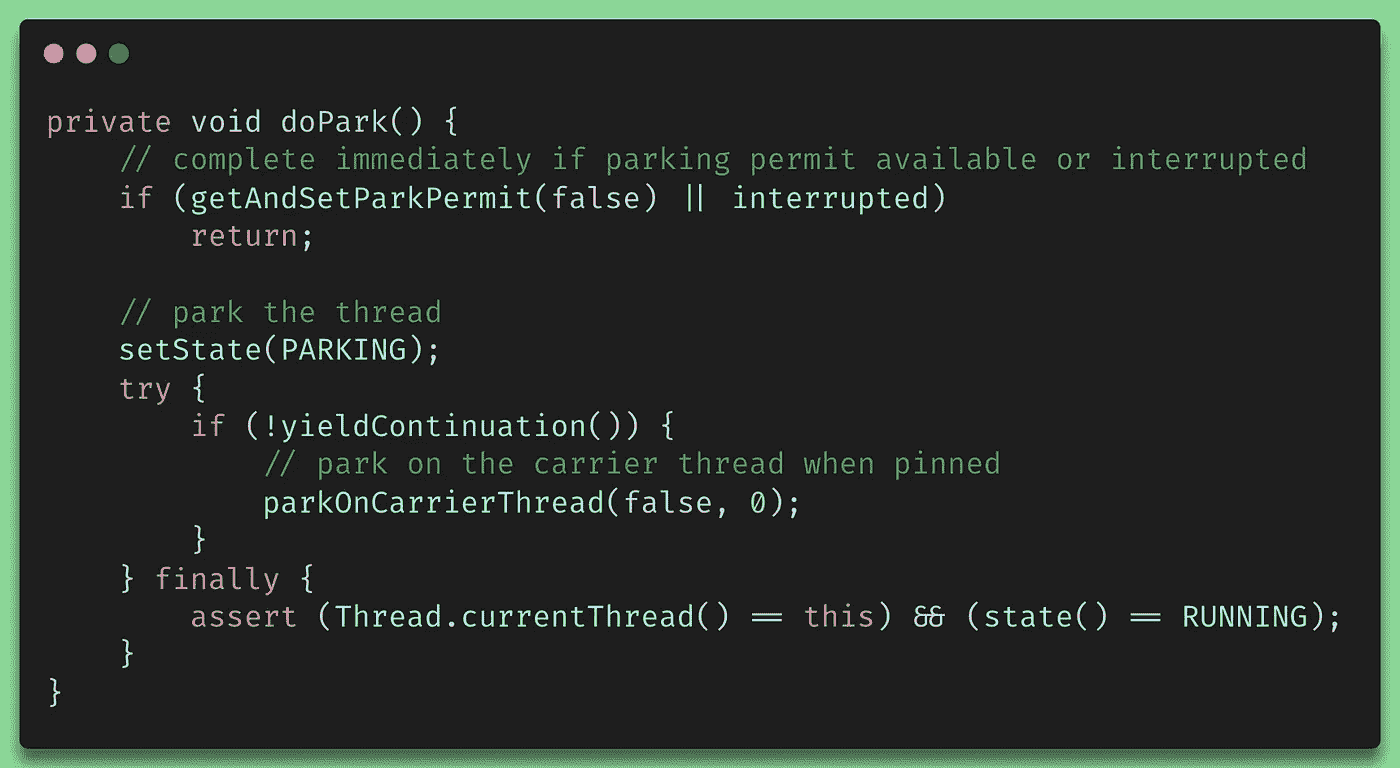 private void doPark() {
    // complete immediately if parking permit available or interrupted
    if (getAndSetParkPermit(false) || interrupted)
        return;

    // park the thread
    setState(PARKING);
    try {
        if (!yieldContinuation()) {
            // park on the carrier thread when pinned
            parkOnCarrierThread(false, 0);
        }
    } finally {
        assert (Thread.currentThread() == this) && (state() == RUNNING);
    }
}